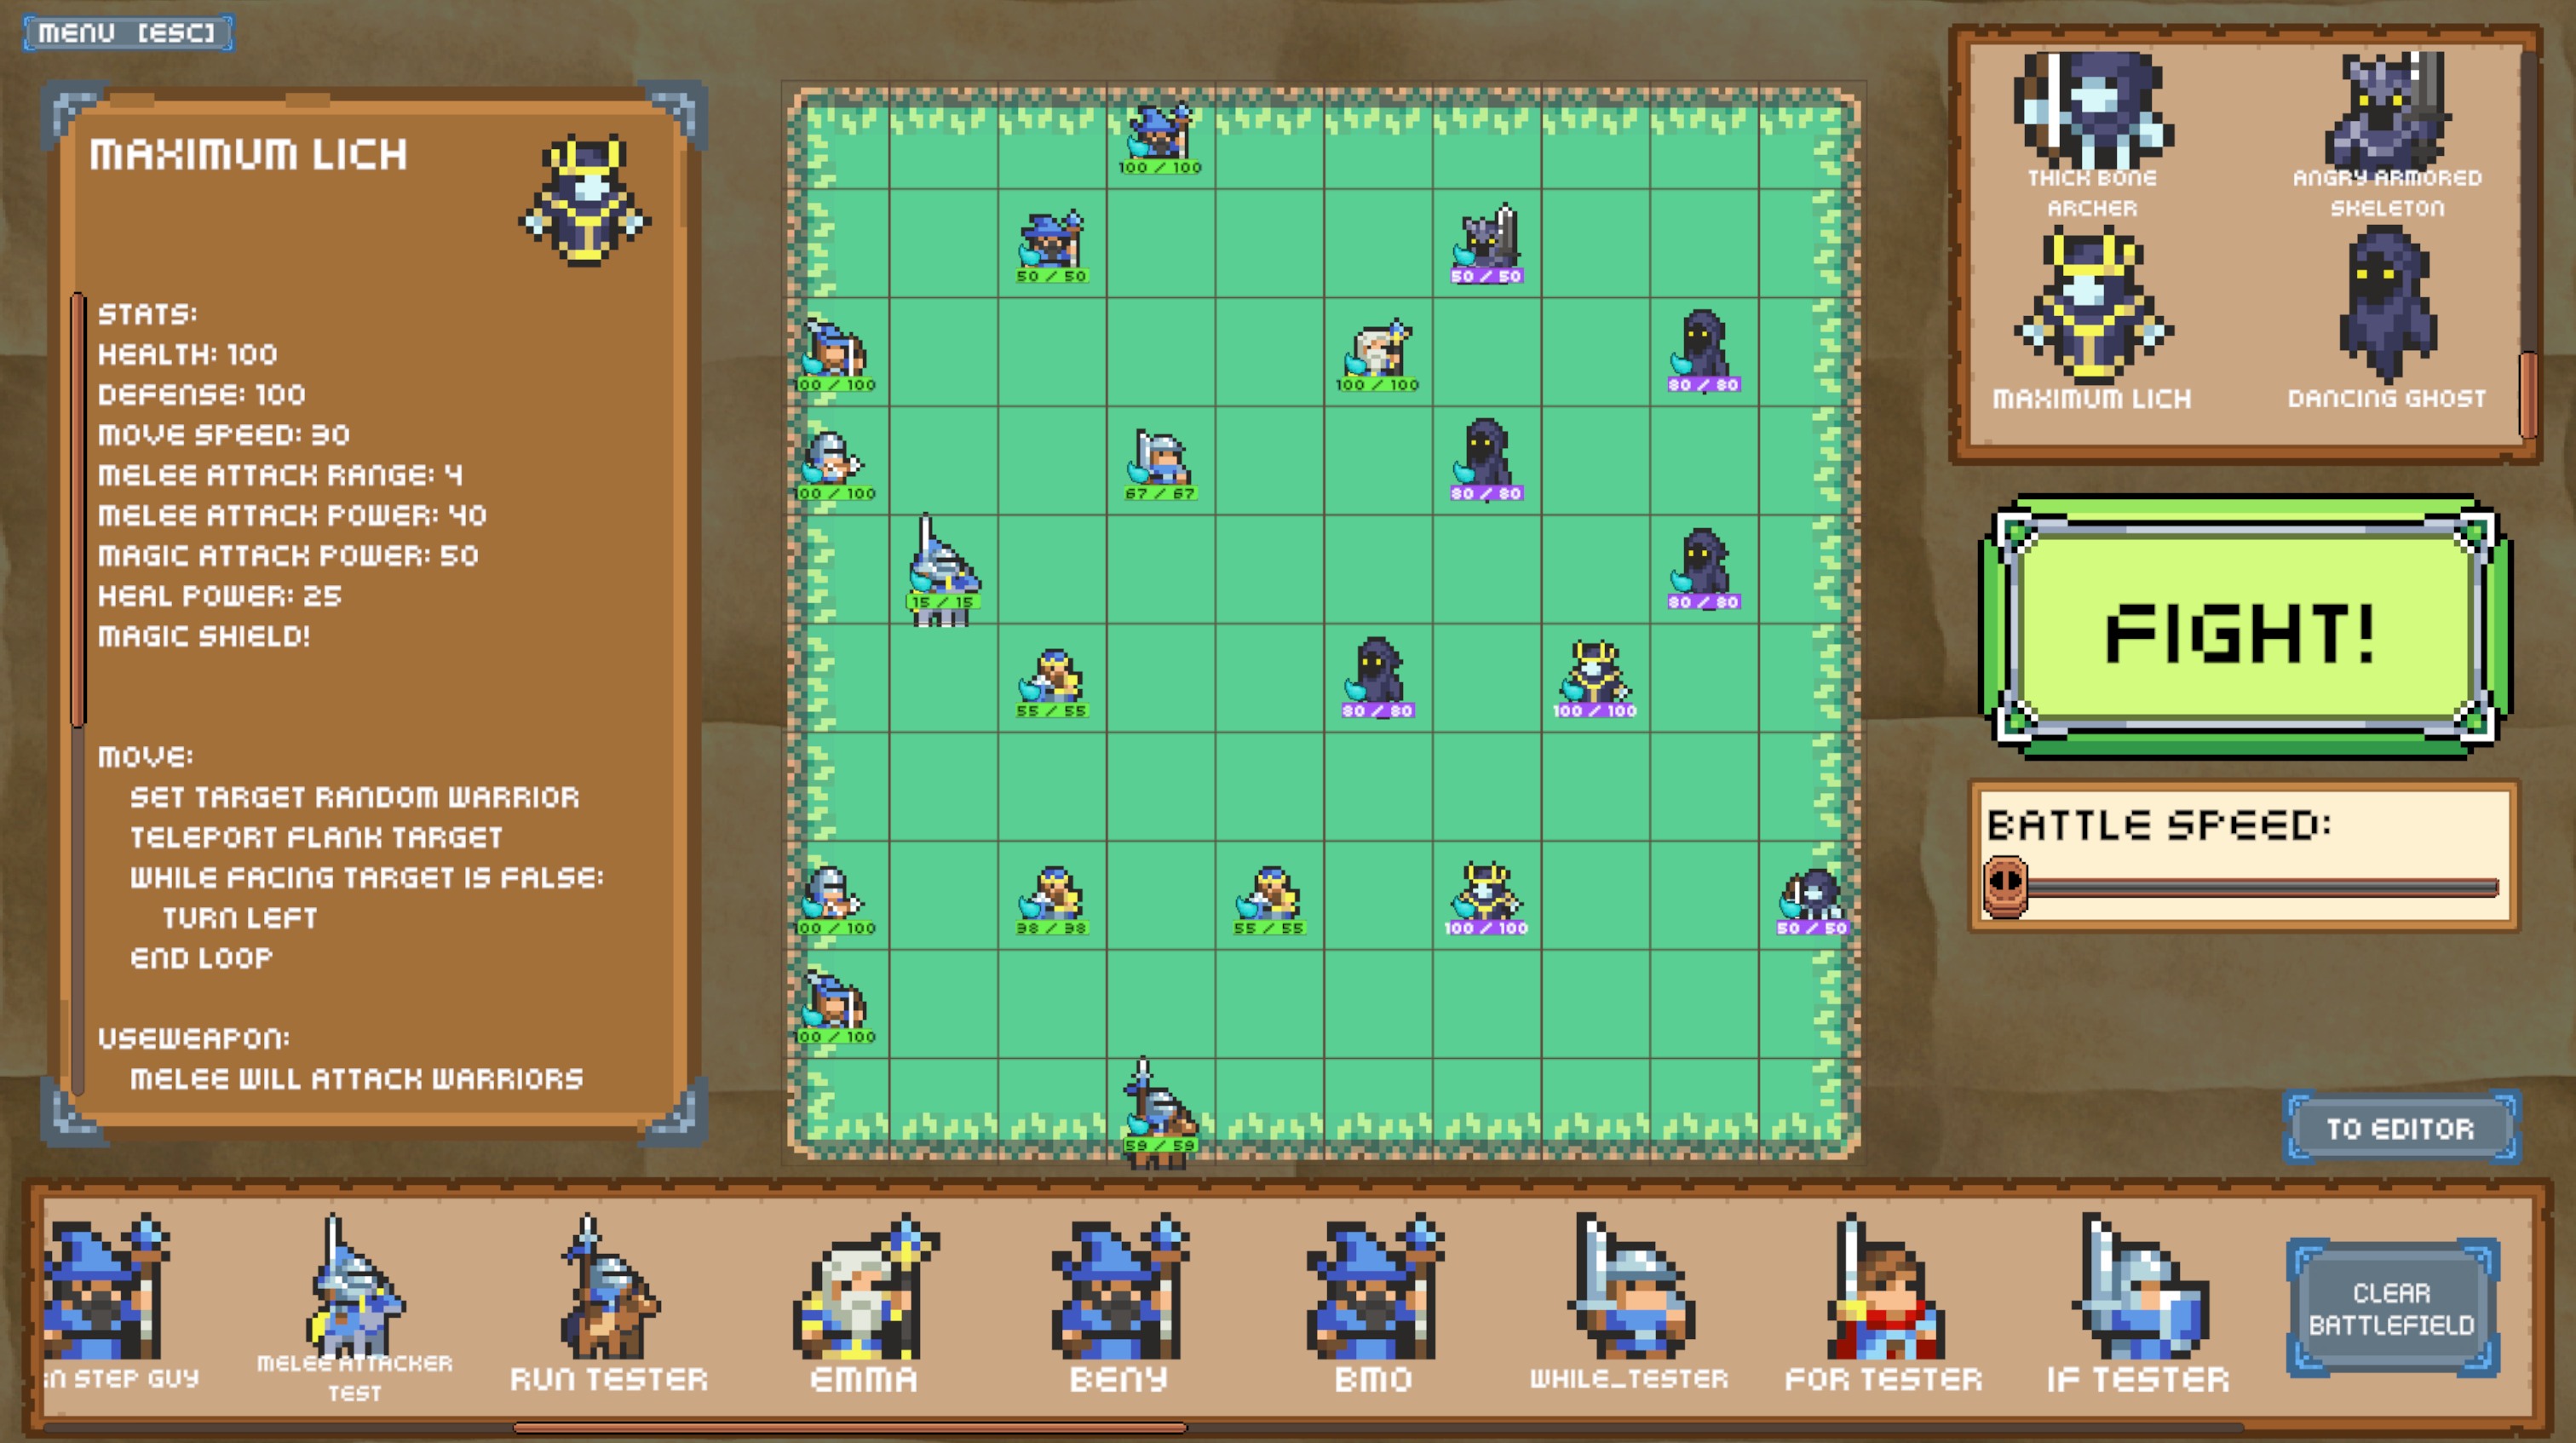 MENU [ESC]
MAXIMUM LICH
STATS:
HEALTH: 100
DEFENSE: 100
MOVE SPEED: 30
MELEE ATTACK RANGE: 4
MELEE ATTACK POWER: 40
MAGIC ATTACK POWER: 50
HEAL POWER: 25
MAGIC SHIELD!
MOVE:
SET TARGET RANDOM WARRIOR
TELEPORT FLANK TARGET
WHILE FACING TARGET IS FALSE:
TURN LEFT
END LOOP
USEWEAPON:
MELEE WILL ATTACK WARRIORS
100 / 100
50 / 50
50 / 50
100 / 100
100 / 100
80 / 80
100 / 100
67 / 67
80 / 80
15 / 15
80 / 80
55 / 55
80 / 80
100 / 100
100 / 100
38 / 38
55 / 55
100 / 100
50 / 50
100 / 100
59 / 59
THICK BONE
ARCHER
ANGRY ARMORED
SKELETON
MAXIMUM LICH
DANCING GHOST
FIGHT!
BATTLE SPEED:
TO EDITOR
N STEP GUY
MELEE ATTACKER
TEST
RUN TESTER
EMMA
BENY
BMO
WHILE_TESTER
FOR TESTER
IF TESTER
CLEAR
BATTLEFIELD